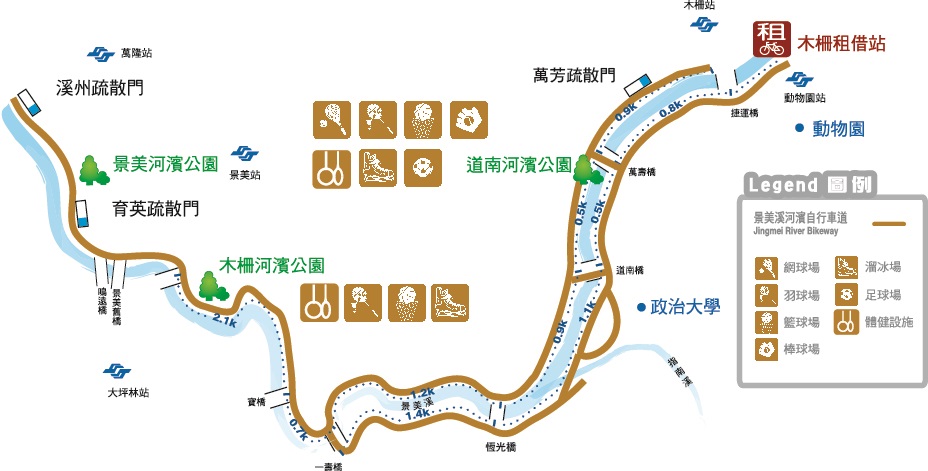 木柵站
租
木柵租借站
萬隆站
萬芳疏散門
溪州疏散門
動物園站
0.9k
0.8k
捷運橋
動物園
景美河濱公園
景美站
道南河濱公園
萬壽橋
Legend 圖例
育英疏散門
0.5k
0.5k
景美溪河濱自行車道
Jingmei River Bikeway
木柵河濱公園
道南橋
網球場
溜冰場
鳴遠橋
景美舊橋
羽球場
足球場
2.1k
政治大學
籃球場
體健設施
0.9k
1.1k
棒球場
大坪林站
指南溪
寶橋
1.2k
景美溪
1.4k
0.7k
恆光橋
一壽橋